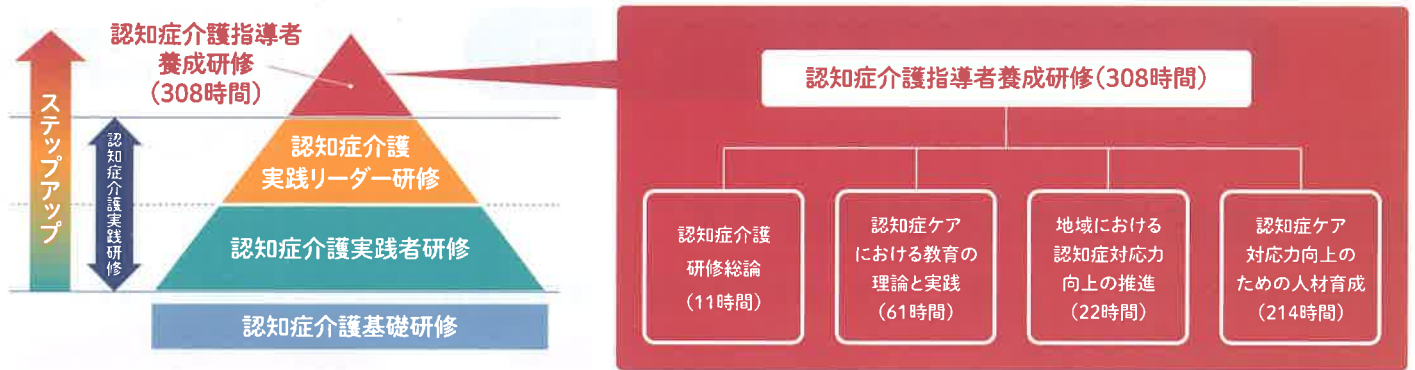 ステップアップ
認知症介護実践研修
認知症介護指導者
養成研修
(308時間)
認知症介護
実践リーダー研修
認知症介護実践者研修
認知症介護基礎研修
認知症介護指導者養成研修(308時間)
認知症介護
研修総論
(11時間)
認知症ケア
における教育の
理論と実践
(61時間)
地域における
認知症対応力
向上の推進
(22時間)
認知症ケア
対応力向上の
ための人材育成
(214時間)